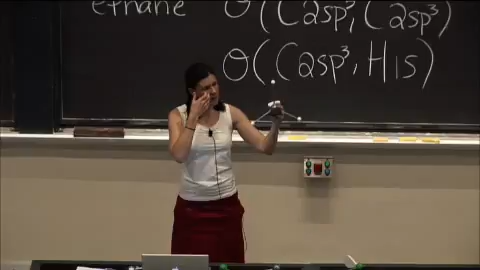 ethane σ(C2sp³, C2sp³)
σ(C2sp³, H1s)